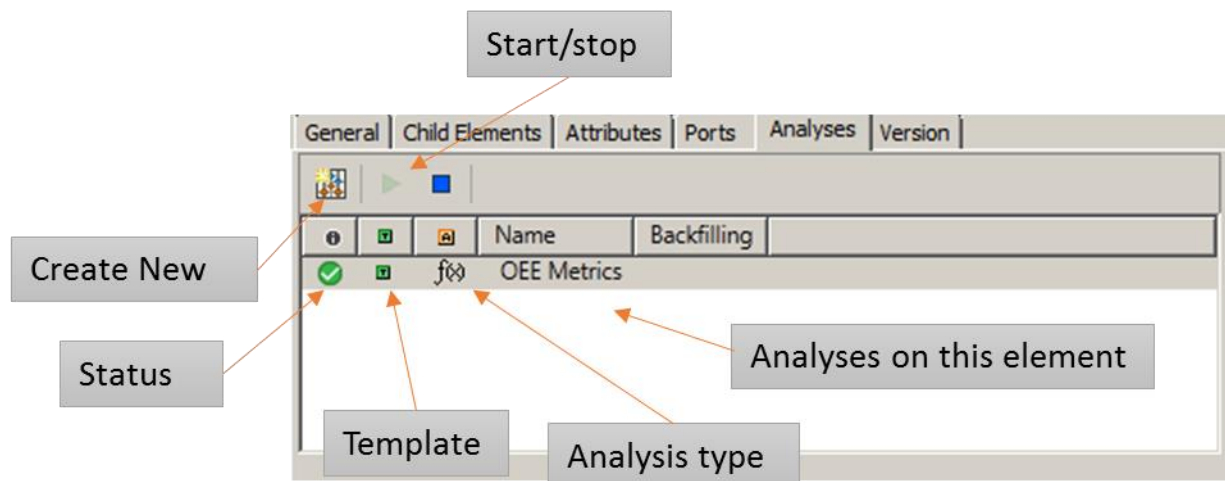 Start/stop
General Child Elements Attributes Ports Analyses Version
Create New
Name Backfilling
f(x) OEE Metrics
Status
Analyses on this element
Template
Analysis type